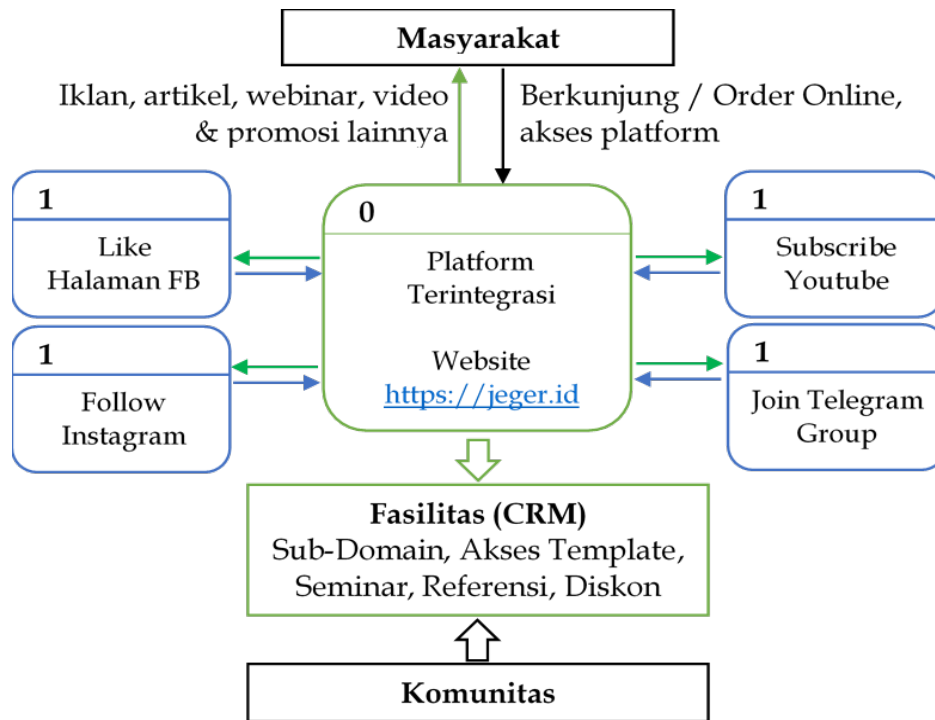 Masyarakat
Iklan, artikel, webinar, video
& promosi lainnya
Berkunjung / Order Online,
akses platform
1
Like
Halaman FB
0
Platform
Terintegrasi
Website
https://jeger.id
1
Subscribe
Youtube
1
Follow
Instagram
1
Join Telegram
Group
Fasilitas (CRM)
Sub-Domain, Akses Template,
Seminar, Referensi, Diskon
Komunitas